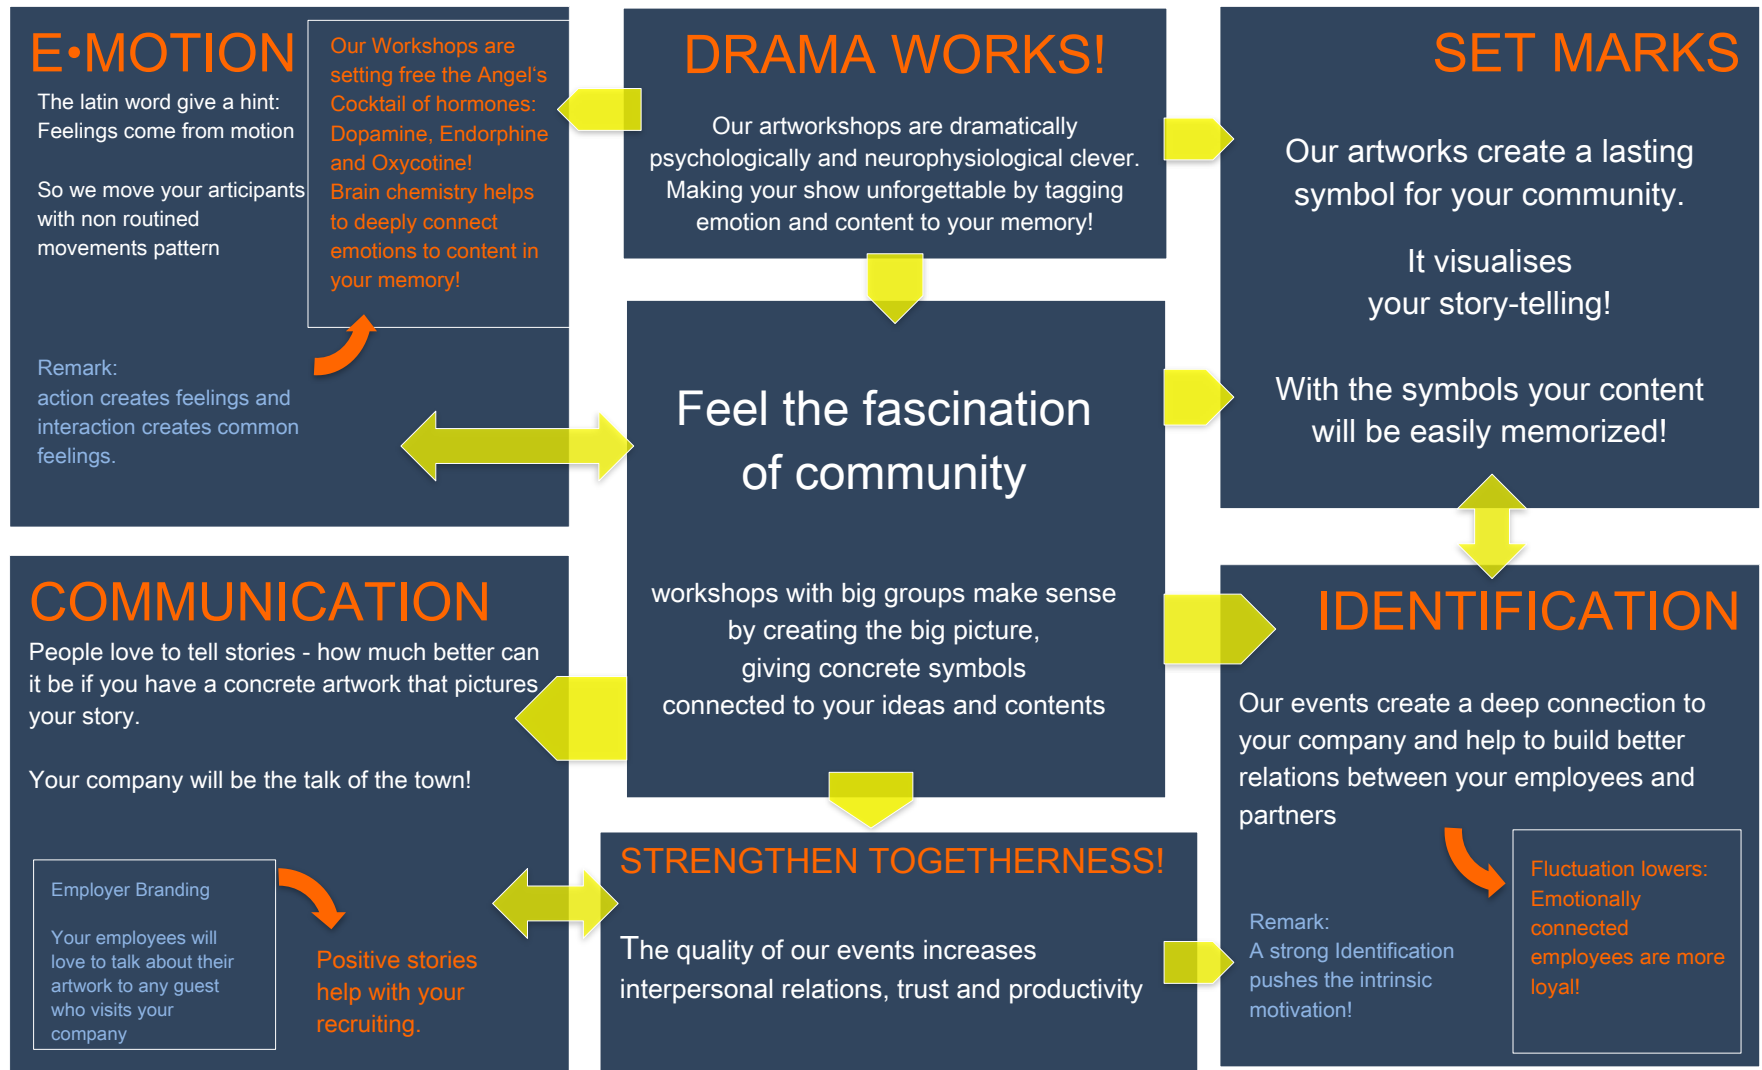 E•MOTION
The latin word give a hint:
Feelings come from motion
So we move your articipants
with non routined
movements pattern
Our Workshops are
setting free the Angel‘s
Cocktail of hormones:
Dopamine, Endorphine
and Oxycotine!
Brain chemistry helps
to deeply connect
emotions to content in
your memory!
Remark:
action creates feelings and
interaction creates common
feelings.
DRAMA WORKS!
Our artworkshops are dramatically
psychologically and neurophysiological clever.
Making your show unforgettable by tagging
emotion and content to your memory!
SET MARKS
Our artworks create a lasting
symbol for your community.
It visualises
your story-telling!
With the symbols your content
will be easily memorized!
Feel the fascination
of community
workshops with big groups make sense
by creating the big picture,
giving concrete symbols
connected to your ideas and contents
COMMUNICATION
People love to tell stories - how much better can
it be if you have a concrete artwork that pictures
your story.
Your company will be the talk of the town!
Employer Branding
Your employees will
love to talk about their
artwork to any guest
who visits your
company
Positive stories
help with your
recruiting.
STRENGTHEN TOGETHERNESS!
The quality of our events increases
interpersonal relations, trust and productivity
IDENTIFICATION
Our events create a deep connection to
your company and help to build better
relations between your employees and
partners
Remark:
A strong Identification
pushes the intrinsic
motivation!
Fluctuation lowers:
Emotionally
connected
employees are more
loyal!